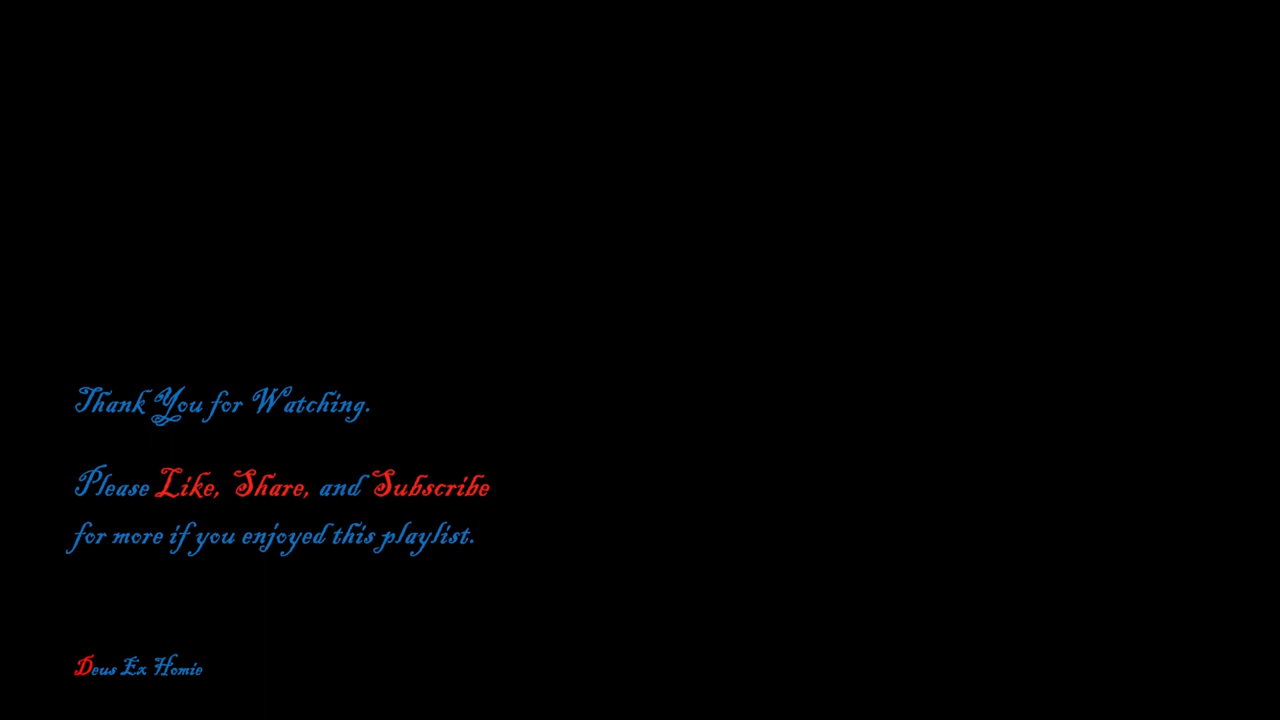 Thank You for Watching.
Please Like, Share, and Subscribe
for more if you enjoyed this playlist.
Deus Ex Homie